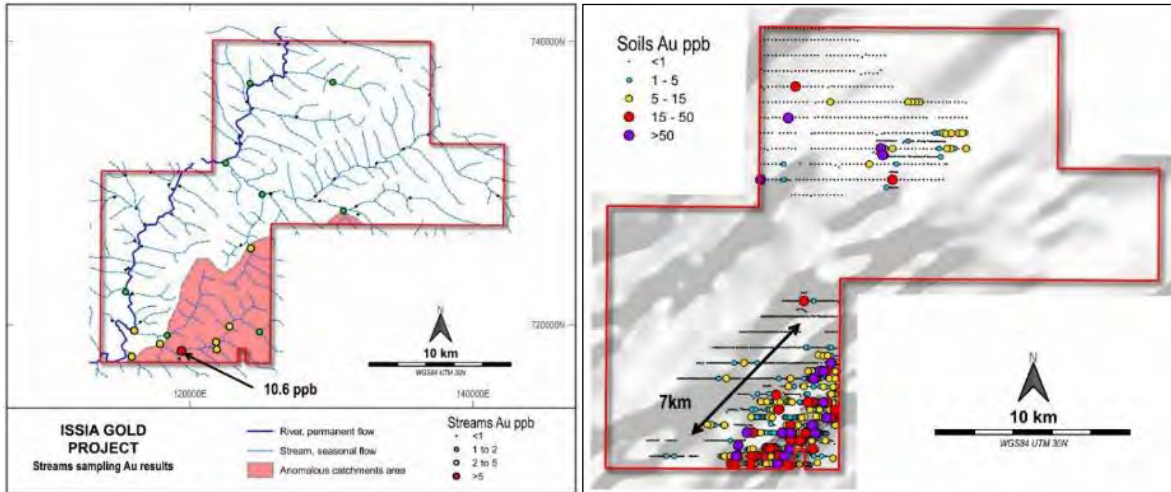 740000N
720000N
10 km
WGS84 UTM 30N
10.6 ppb
120000E
140000E
ISSIA GOLD
PROJECT
Streams sampling Au results
River, permanent flow
Stream, seasonal flow
Anomalous catchments area
Streams Au ppb
<1
1 to 2
2 to 5
>5
Soils Au ppb
<1
1 - 5
5 - 15
15 - 50
>50
7km
N
10 km
WGS84 UTM 30N